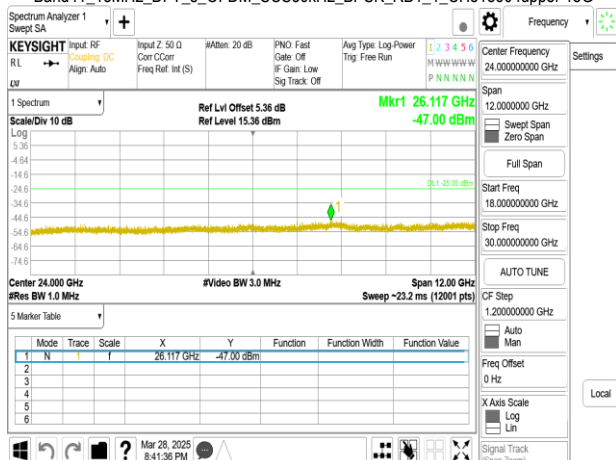 Spectrum Analyzer 1
Swept SA
+
Frequency
KEYSIGHT
RL
Input: RF
Coupling: DC
Align: Auto
Input Z: 50 Ω
Corr CCorr
Freq Ref: Int (S)
#Atten: 20 dB
PNO: Fast
Gate: Off
IF Gain: Low
Sig Track: Off
Avg Type: Log-Power
Trig: Free Run
1 2 3 4 5 6
M W W W W W
P N N N N N
Center Frequency
24.000000000 GHz
Settings
Span
12.0000000 GHz
Swept Span
Zero Span
Full Span
Start Freq
18.000000000 GHz
Stop Freq
30.000000000 GHz
AUTO TUNE
CF Step
1.200000000 GHz
Auto
Man
Freq Offset
0 Hz
X Axis Scale
Log
Lin
Signal Track
Local
1 Spectrum
Scale/Div 10 dB
Ref Lvl Offset 5.36 dB
Ref Level 15.36 dBm
Mkr1 26.117 GHz
-47.00 dBm
Log
5.36
-4.64
-14.6
-24.6
-34.6
-44.6
-54.6
-64.6
-74.6
DL1 -25.00 dBm
1
Center 24.000 GHz
#Video BW 3.0 MHz
Span 12.00 GHz
#Res BW 1.0 MHz
Sweep ~23.2 ms (12001 pts)
5 Marker Table
Mode Trace Scale X Y Function Function Width Function Value
1 N 1 f 26.117 GHz -47.00 dBm
2
3
4
5
6
?
Mar 28, 2025
8:41:36 PM